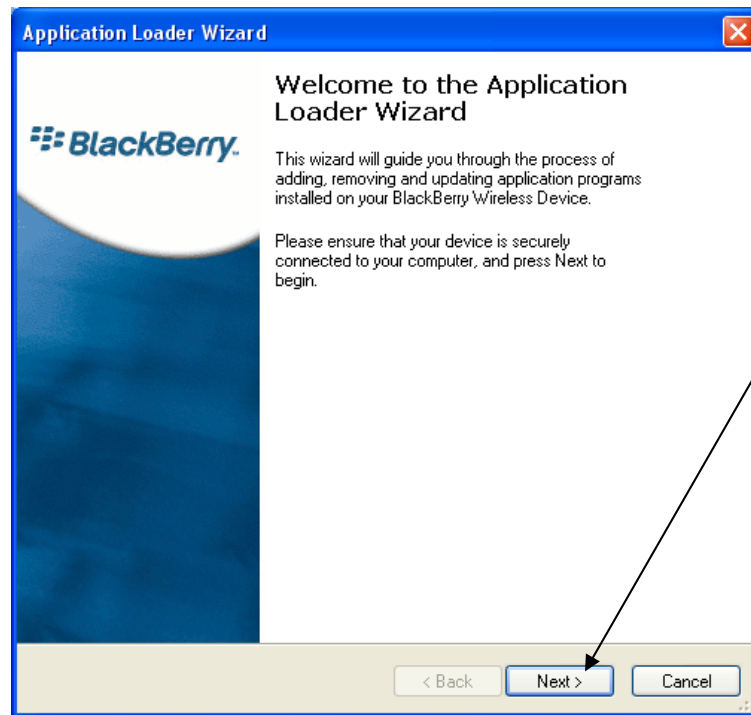 Application Loader Wizard
Welcome to the Application
Loader Wizard
BlackBerry.
This wizard will guide you through the process of
adding, removing and updating application programs
installed on your BlackBerry Wireless Device.
Please ensure that your device is securely
connected to your computer, and press Next to
begin.
< Back
Next >
Cancel